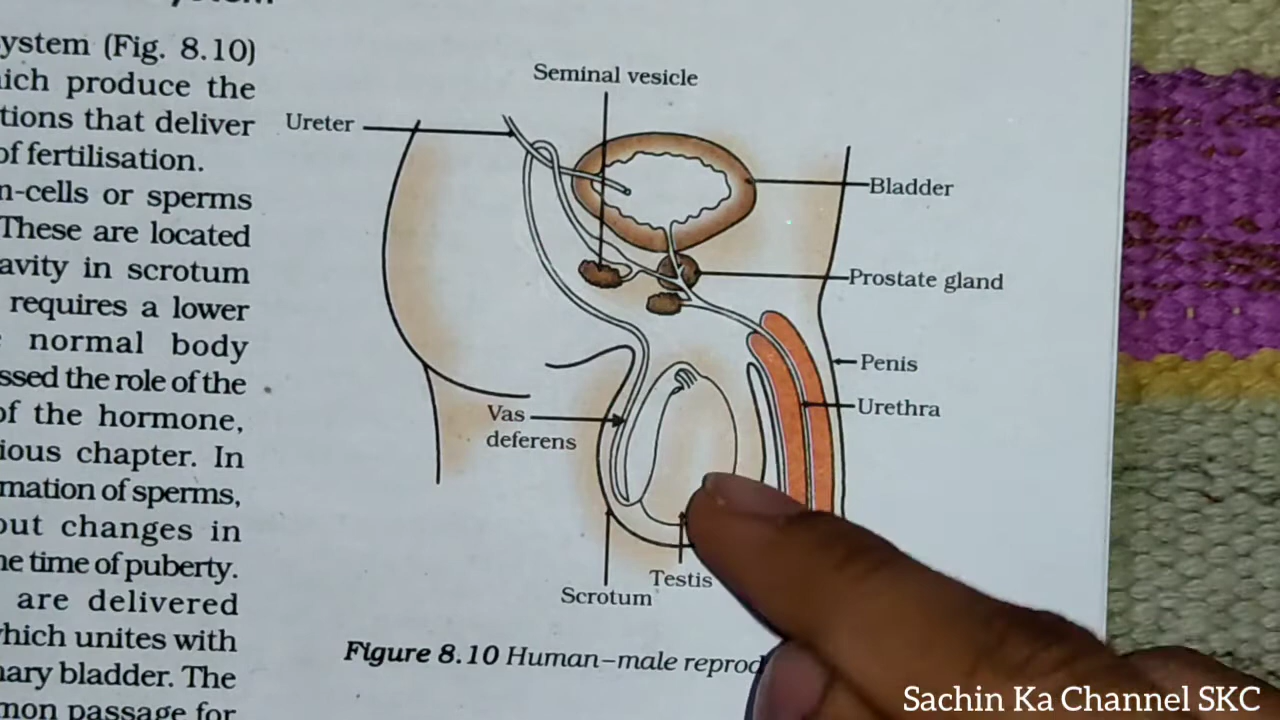 ystem (Fig. 8.10)
ich produce the
tions that deliver
of fertilisation.
n-cells or sperms
These are located
avity in scrotum
requires a lower
normal body
ssed the role of the
of the hormone,
ious chapter. In
mation of sperms,
out changes in
ne time of puberty.
are delivered
which unites with
nary bladder. The
mon passage for
Seminal vesicle
Ureter
Bladder
Prostate gland
Penis
Urethra
Vas
deferens
Testis
Scrotum
Figure 8.10 Human-male reprod
Sachin Ka Channel SKC